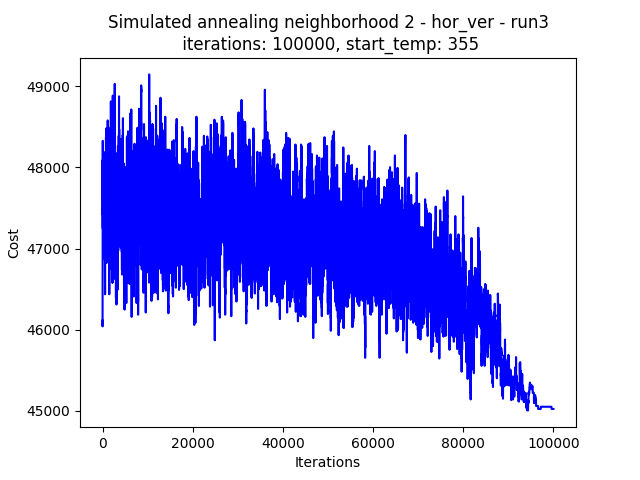 Simulated annealing neighborhood 2 - hor_ver - run3
iterations: 100000, start_temp: 355
49000
48000
47000
46000
45000
Cost
0 20000 40000 60000 80000 100000
Iterations